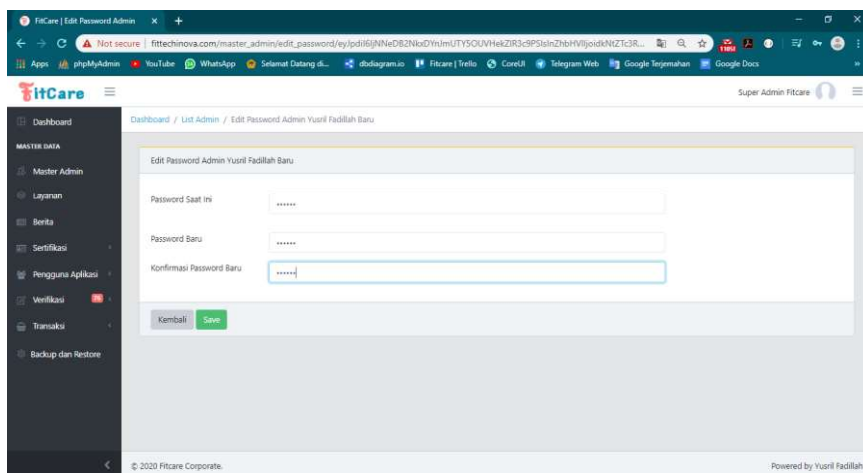 FitCare | Edit Password Admin
Not secure | fittechinova.com/master_admin/edit_password/
Apps phpMyAdmin YouTube WhatsApp Selamat Datang di... dbdiagram.io Fitcare | Trello CoreUI Telegram Web Google Terjemahan Google Docs
FitCare
Super Admin Fitcare
Dashboard
Dashboard / List Admin / Edit Password Admin Yusril Fadillah Baru
MASTER DATA
Edit Password Admin Yusril Fadillah Baru
Master Admin
Layanan
Password Saat Ini
Berita
Password Baru
Sertifikasi
Konfirmasi Password Baru
Pengguna Aplikasi
Verifikasi
Kembali Save
Transaksi
Backup dan Restore
© 2020 Fitcare Corporate.
Powered by Yusril Fadillah